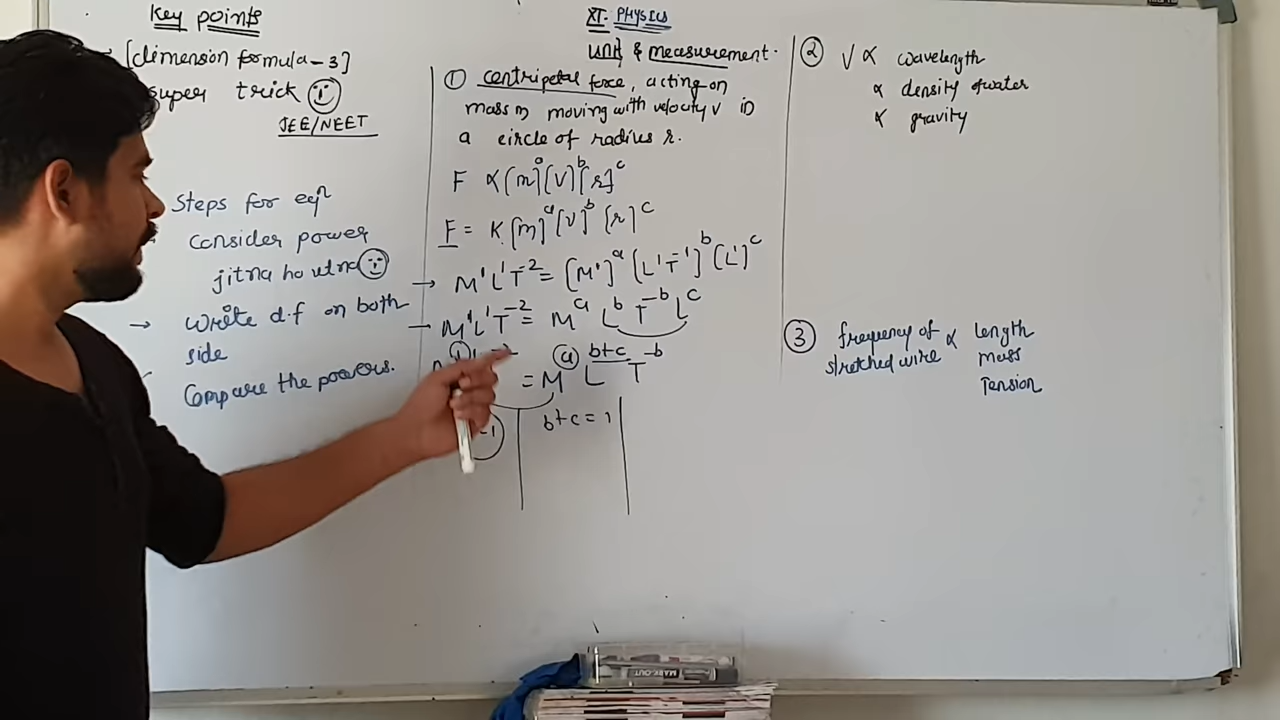 Key points
[dimension formula-3]
super trick
JEE/NEET
Steps for eqⁿ
consider power
jitna ho utna
→ write d.f on both
side
Compare the powers.
XI- PHYSICS
Unit & measurement.
① centripetal force, acting on
mass m moving with velocity v in
a circle of radius r.
F ∝ [m]ᵃ [V]ᵇ [r]ᶜ
F = K [m]ᵃ [v]ᵇ [r]ᶜ
→ M¹L¹T⁻² = [M¹]ᵃ [L¹T⁻¹]ᵇ [L¹]ᶜ
→ M¹L¹T⁻² = Mᵃ Lᵇ T⁻ᵇ Lᶜ
= Mᵃ Lᵇ⁺ᶜ T⁻ᵇ
b+c = 1
② V ∝ wavelength
∝ density of water
∝ gravity
③ frequency of ∝ length
stretched wire mass
Tension
MARK-OUT